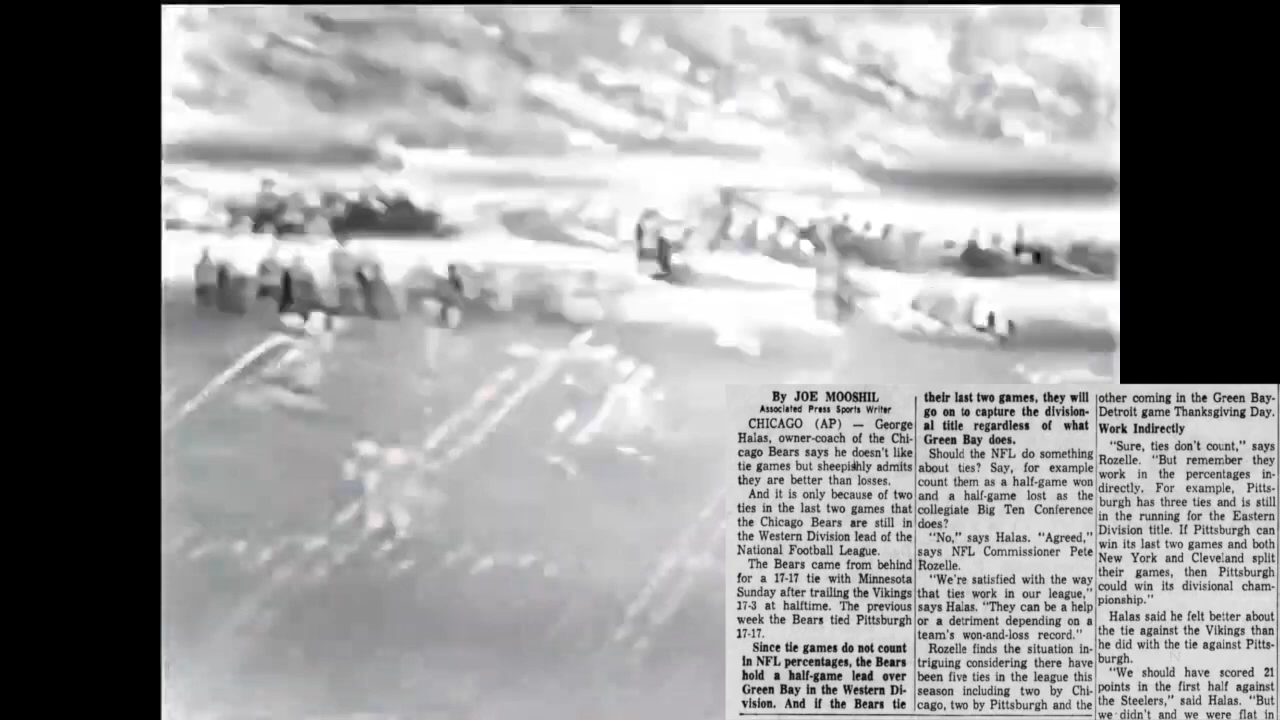 By JOE MOOSHIL
Associated Press Sports Writer
CHICAGO (AP) — George
Halas, owner-coach of the Chi-
cago Bears says he doesn't like
tie games but sheepishly admits
they are better than losses.
And it is only because of two
ties in the last two games that
the Chicago Bears are still in
the Western Division lead of the
National Football League.
The Bears came from behind
for a 17-17 tie with Minnesota
Sunday after trailing the Vikings
17-3 at halftime. The previous
week the Bears tied Pittsburgh
17-17.
Since tie games do not count
in NFL percentages, the Bears
hold a half-game lead over
Green Bay in the Western Di-
vision. And if the Bears tie
their last two games, they will
go on to capture the division-
al title regardless of what
Green Bay does.
Should the NFL do something
about ties? Say, for example
count them as a half-game won
and a half-game lost as the
collegiate Big Ten Conference
does?
"No," says Halas. "Agreed,"
says NFL Commissioner Pete
Rozelle.
"We're satisfied with the way
that ties work in our league,"
says Halas. "They can be a help
or a detriment depending on a
team's won-and-loss record."
Rozelle finds the situation in-
triguing considering there have
been five ties in the league this
season including two by Chi-
cago, two by Pittsburgh and the
other coming in the Green Bay-
Detroit game Thanksgiving Day.
Work Indirectly
"Sure, ties don't count," says
Rozelle. "But remember they
work in the percentages in-
directly. For example, Pitts-
burgh has three ties and is still
in the running for the Eastern
Division title. If Pittsburgh can
win its last two games and both
New York and Cleveland split
their games, then Pittsburgh
could win its divisional cham-
pionship."
Halas said he felt better about
the tie against the Vikings than
he did with the tie against Pitts-
burgh.
"We should have scored 21
points in the first half against
the Steelers," said Halas. "But
we didn't and we were flat in